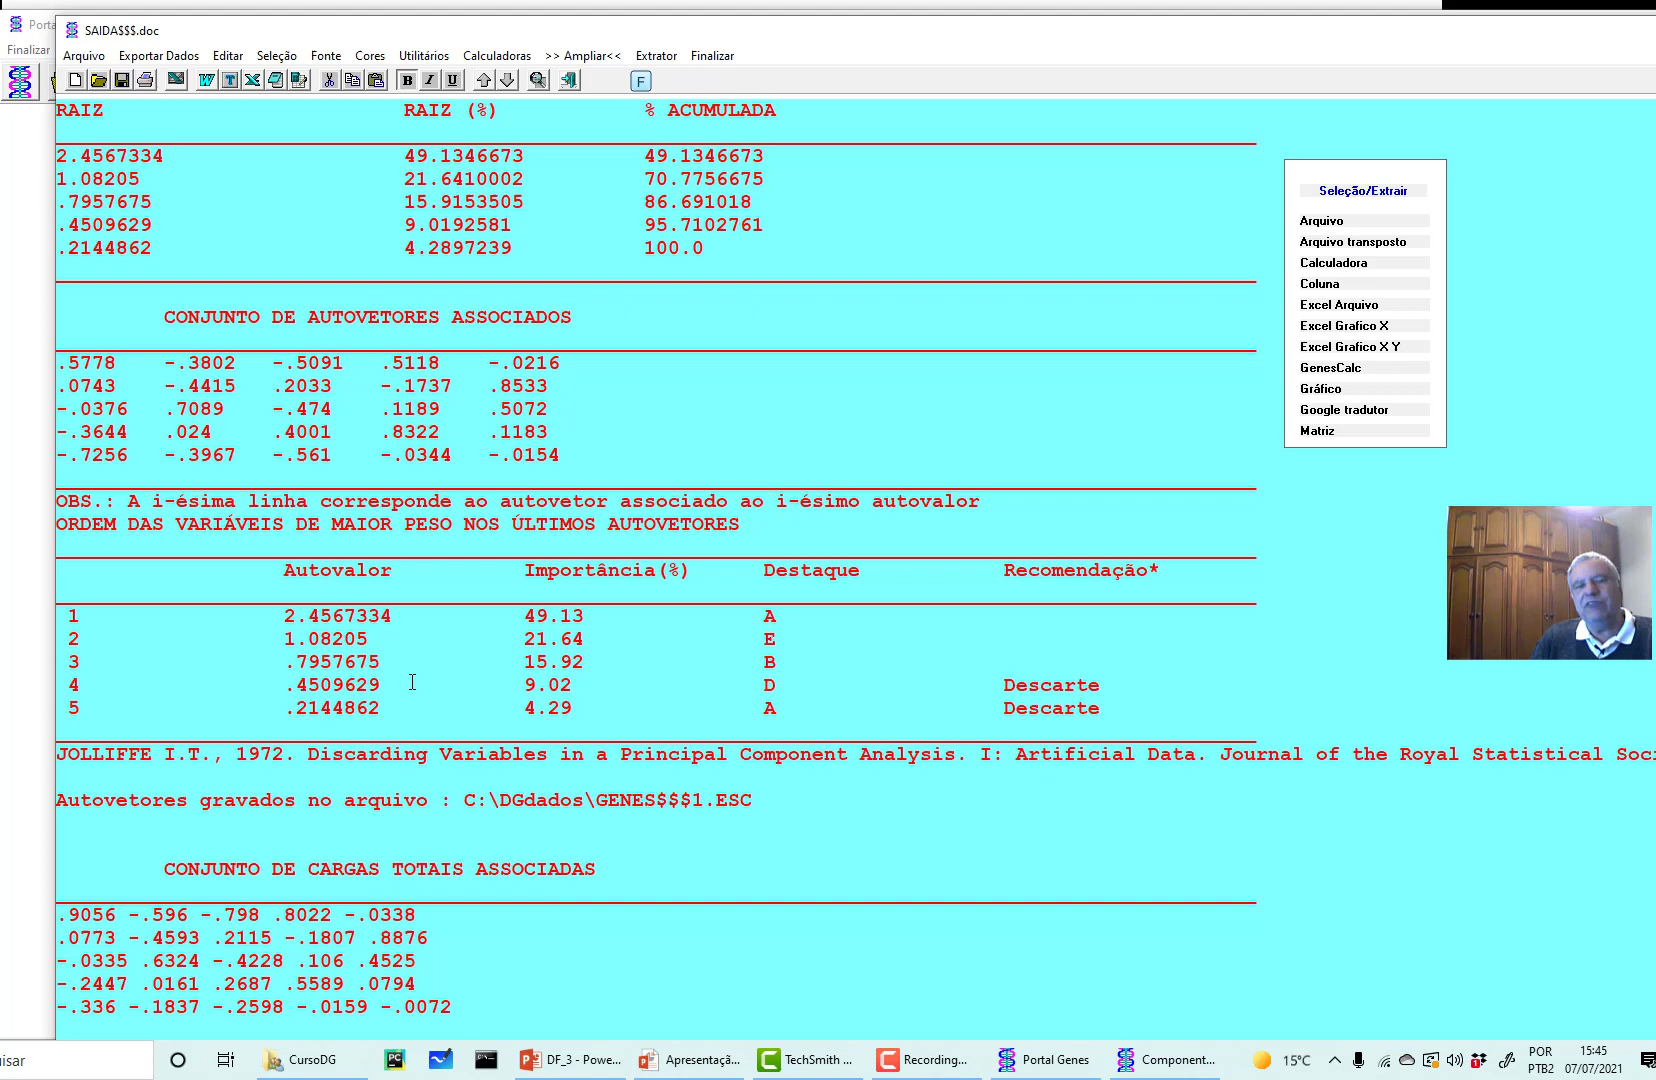 Porta
SAIDA$$$.doc
Finalizar
Arquivo Exportar Dados Editar Seleção Fonte Cores Utilitários Calculadoras >> Ampliar<< Extrator Finalizar
W T X B I U F
RAIZ RAIZ (%) % ACUMULADA
2.4567334 49.1346673 49.1346673
1.08205 21.6410002 70.7756675
.7957675 15.9153505 86.691018
.4509629 9.0192581 95.7102761
.2144862 4.2897239 100.0
Seleção/Extrair
Arquivo
Arquivo transposto
Calculadora
Coluna
Excel Arquivo
Excel Grafico X
Excel Grafico X Y
GenesCalc
Gráfico
Google tradutor
Matriz
CONJUNTO DE AUTOVETORES ASSOCIADOS
.5778 -.3802 -.5091 .5118 -.0216
.0743 -.4415 .2033 -.1737 .8533
-.0376 .7089 -.474 .1189 .5072
-.3644 .024 .4001 .8322 .1183
-.7256 -.3967 -.561 -.0344 -.0154
OBS.: A i-ésima linha corresponde ao autovetor associado ao i-ésimo autovalor
ORDEM DAS VARIÁVEIS DE MAIOR PESO NOS ÚLTIMOS AUTOVETORES
Autovalor Importância(%) Destaque Recomendação*
1 2.4567334 49.13 A
2 1.08205 21.64 E
3 .7957675 15.92 B
4 .4509629 9.02 D Descarte
5 .2144862 4.29 A Descarte
JOLLIFFE I.T., 1972. Discarding Variables in a Principal Component Analysis. I: Artificial Data. Journal of the Royal Statistical Soci
Autovetores gravados no arquivo : C:\DGdados\GENES$$$1.ESC
CONJUNTO DE CARGAS TOTAIS ASSOCIADAS
.9056 -.596 -.798 .8022 -.0338
.0773 -.4593 .2115 -.1807 .8876
-.0335 .6324 -.4228 .106 .4525
-.2447 .0161 .2687 .5589 .0794
-.336 -.1837 -.2598 -.0159 -.0072
uisar CursoDG PC DF_3 - Powe... Apresentaçã... TechSmith ... Recording... Portal Genes Component... 15°C POR 15:45
PTB2 07/07/2021